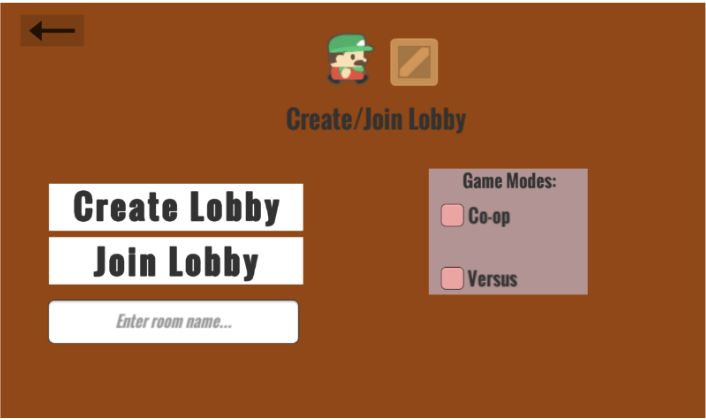 Create/Join Lobby
Create Lobby
Join Lobby
Enter room name...
Game Modes:
Co-op
Versus